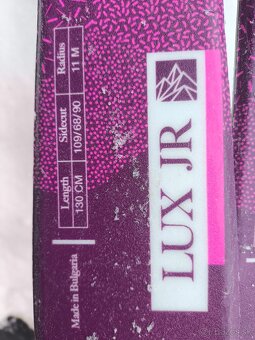 Length Sidecut Radius
130 CM 109/68/90 11 M
Made in Bulgaria
LUX JR